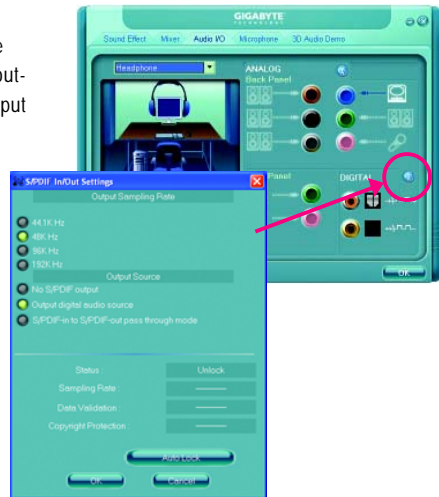 e
out-
put
GIGABYTE
TECHNOLOGY
Sound Effect Mixer Audio I/O Microphone 3D Audio Demo
Headphone
ANALOG
Back Panel
Panel
DIGITAL
OK
S/PDIF In/Out Settings
Output Sampling Rate
44.1K Hz
48K Hz
96K Hz
192K Hz
Output Source
No S/PDIF output
Output digital audio source
S/PDIF-in to S/PDIF-out pass through mode
Status : Unlock
Sampling Rate :
Data Validation :
Copyright Protection :
Auto Lock
OK Cancel